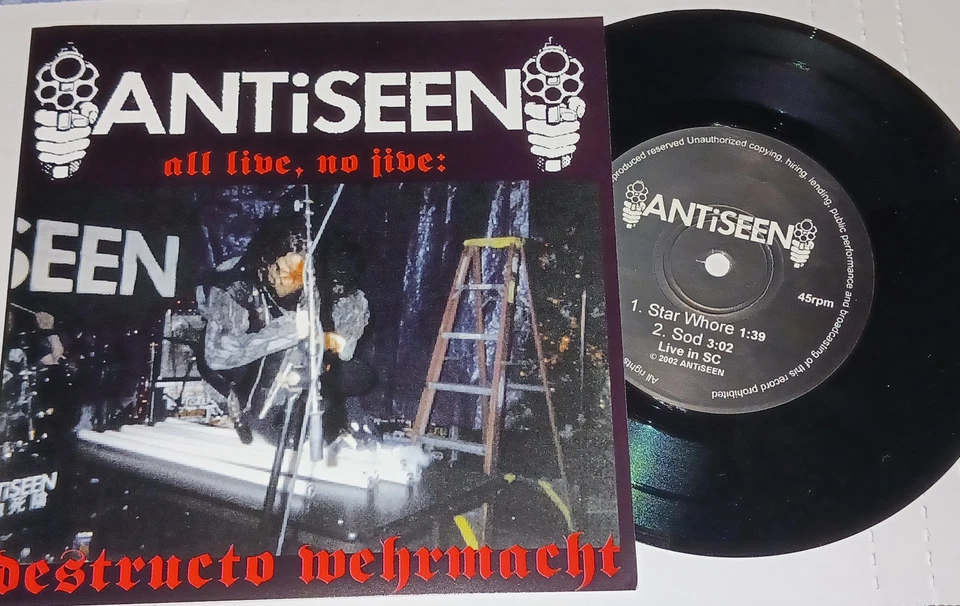 ANTiSEEN
all live, no jive:
SEEN
TiSEEN
destructo wehrmacht
produced reserved Unauthorized copying, hiring, lending, public performance and broadcasting of this record prohibited
ANTiSEEN
45rpm
1. Star Whore 1:39
2. Sod 3:02
Live in SC
© 2002 ANTiSEEN
All rights